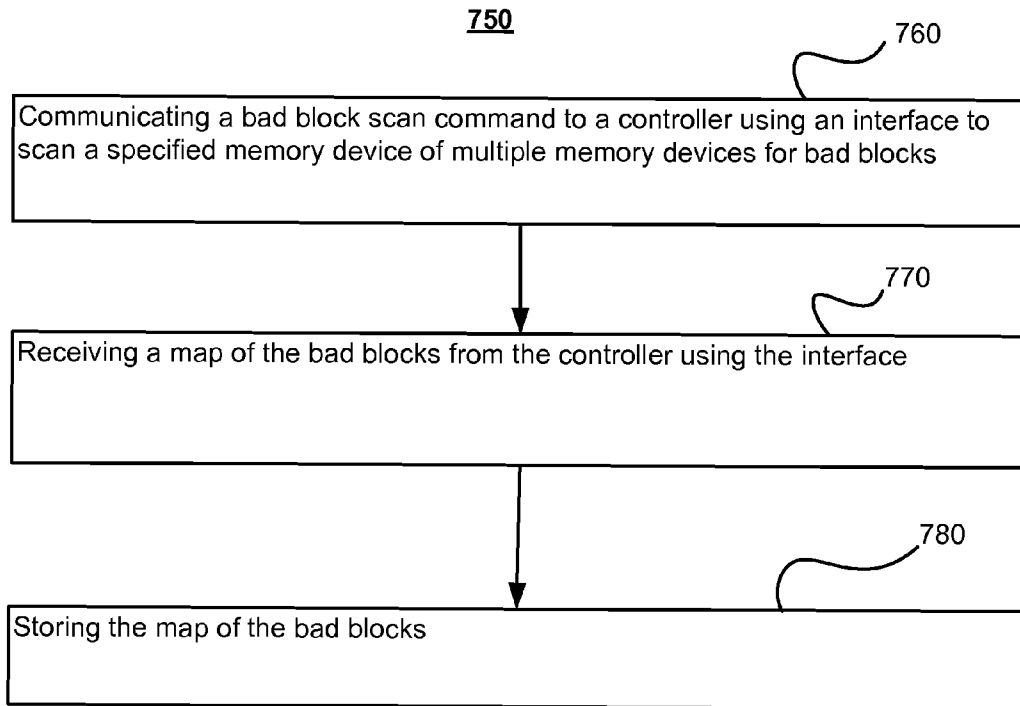 750
760
Communicating a bad block scan command to a controller using an interface to
scan a specified memory device of multiple memory devices for bad blocks
770
Receiving a map of the bad blocks from the controller using the interface
780
Storing the map of the bad blocks